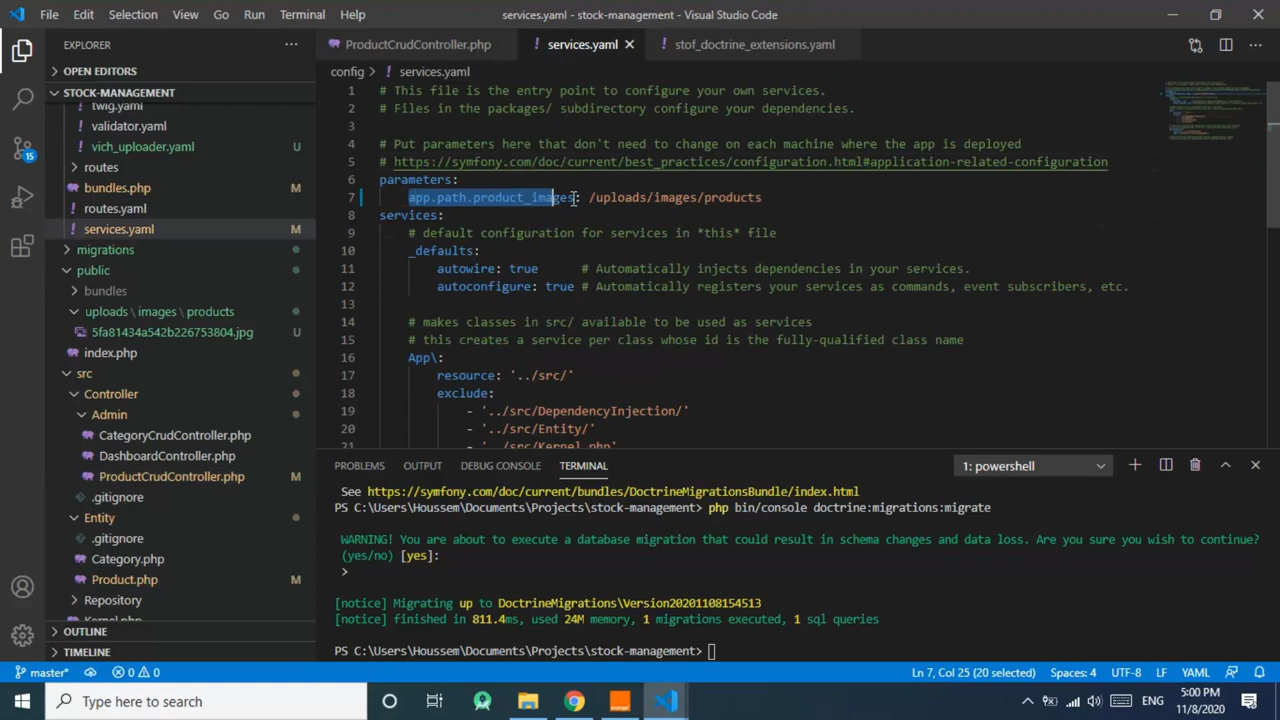 File Edit Selection View Go Run Terminal Help services.yaml - stock-management - Visual Studio Code
EXPLORER
OPEN EDITORS
STOCK-MANAGEMENT
twig.yaml
validator.yaml
vich_uploader.yaml U
routes
bundles.php M
routes.yaml
services.yaml M
migrations
public
bundles
uploads \ images \ products
5fa81434a542b226753804.jpg U
index.php
src
Controller
Admin
CategoryCrudController.php
DashboardController.php
ProductCrudController.php M
.gitignore
Entity
.gitignore
Category.php
Product.php M
Repository
Kernel.php
OUTLINE
TIMELINE
15
ProductCrudController.php services.yaml stof_doctrine_extensions.yaml
config > services.yaml
1 # This file is the entry point to configure your own services.
2 # Files in the packages/ subdirectory configure your dependencies.
3
4 # Put parameters here that don't need to change on each machine where the app is deployed
5 # https://symfony.com/doc/current/best_practices/configuration.html#application-related-configuration
6 parameters:
7 app.path.product_images: /uploads/images/products
8 services:
9 # default configuration for services in *this* file
10 _defaults:
11 autowire: true # Automatically injects dependencies in your services.
12 autoconfigure: true # Automatically registers your services as commands, event subscribers, etc.
13
14 # makes classes in src/ available to be used as services
15 # this creates a service per class whose id is the fully-qualified class name
16 App\:
17 resource: '../src/'
18 exclude:
19 - '../src/DependencyInjection/'
20 - '../src/Entity/'
21 - '../src/Kernel.php'
PROBLEMS OUTPUT DEBUG CONSOLE TERMINAL 1: powershell
See https://symfony.com/doc/current/bundles/DoctrineMigrationsBundle/index.html
PS C:\Users\Houssem\Documents\Projects\stock-management> php bin/console doctrine:migrations:migrate
WARNING! You are about to execute a database migration that could result in schema changes and data loss. Are you sure you wish to continue?
(yes/no) [yes]:
>
[notice] Migrating up to DoctrineMigrations\Version20201108154513
[notice] finished in 811.4ms, used 24M memory, 1 migrations executed, 1 sql queries
PS C:\Users\Houssem\Documents\Projects\stock-management>
master* 0 0 Ln 7, Col 25 (20 selected) Spaces: 4 UTF-8 LF YAML
Type here to search
ENG
5:00 PM
11/8/2020